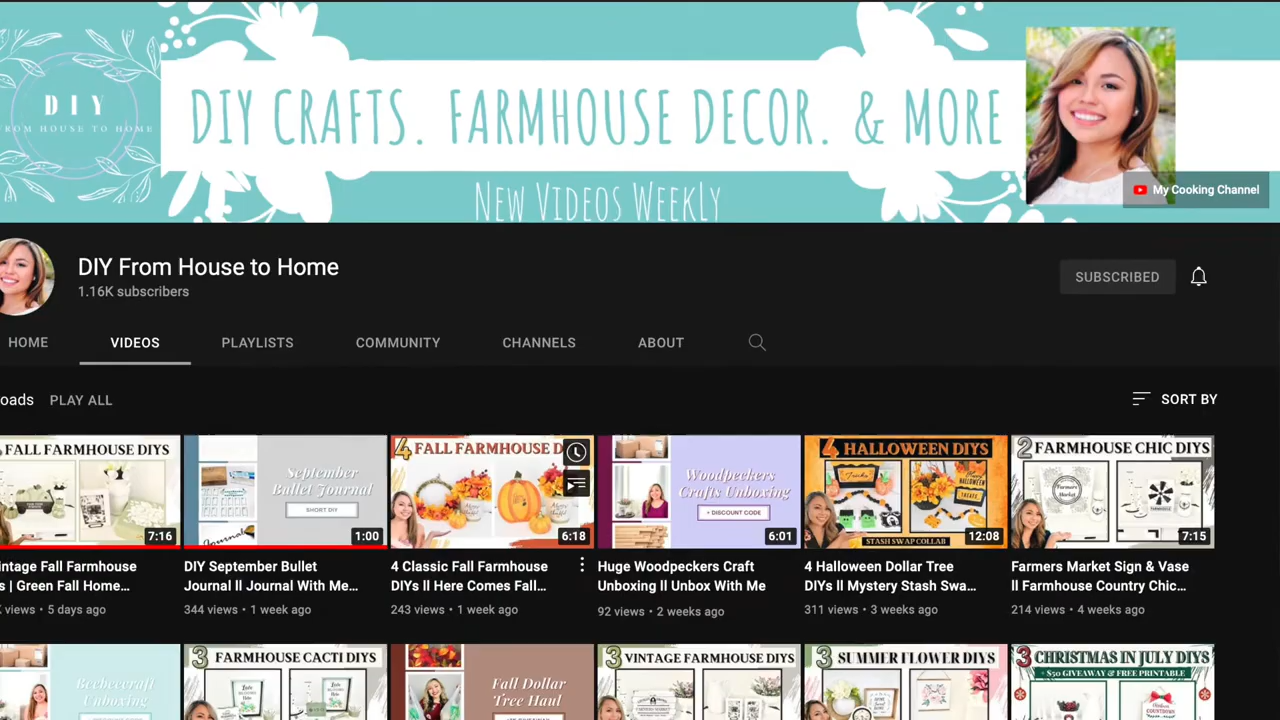 DIY
FROM HOUSE TO HOME
DIY CRAFTS. FARMHOUSE DECOR. & MORE
NEW VIDEOS WEEKLY
My Cooking Channel
DIY From House to Home
1.16K subscribers
SUBSCRIBED
HOME VIDEOS PLAYLISTS COMMUNITY CHANNELS ABOUT
oads PLAY ALL
SORT BY
FALL FARMHOUSE DIYS
7:16
September
Bullet Journal
SHORT DIY
1:00
4 FALL FARMHOUSE D
6:18
Woodpeckers
Crafts Unboxing
+ DISCOUNT CODE
6:01
4 HALLOWEEN DIYS
STASH SWAP COLLAB
12:08
2 FARMHOUSE CHIC DIYS
Farmers
Market
7:15
intage Fall Farmhouse
s | Green Fall Home...
views • 5 days ago
DIY September Bullet
Journal ll Journal With Me...
344 views • 1 week ago
4 Classic Fall Farmhouse
DIYs ll Here Comes Fall...
243 views • 1 week ago
Huge Woodpeckers Craft
Unboxing ll Unbox With Me
92 views • 2 weeks ago
4 Halloween Dollar Tree
DIYs ll Mystery Stash Swa...
311 views • 3 weeks ago
Farmers Market Sign & Vase
ll Farmhouse Country Chic...
214 views • 4 weeks ago
Beebeecraft
Unboxing
3 FARMHOUSE CACTI DIYS
Fall Dollar
Tree Haul
3 VINTAGE FARMHOUSE DIYS
3 SUMMER FLOWER DIYS
3 CHRISTMAS IN JULY DIYS
+ $50 GIVEAWAY & FREE PRINTABLE